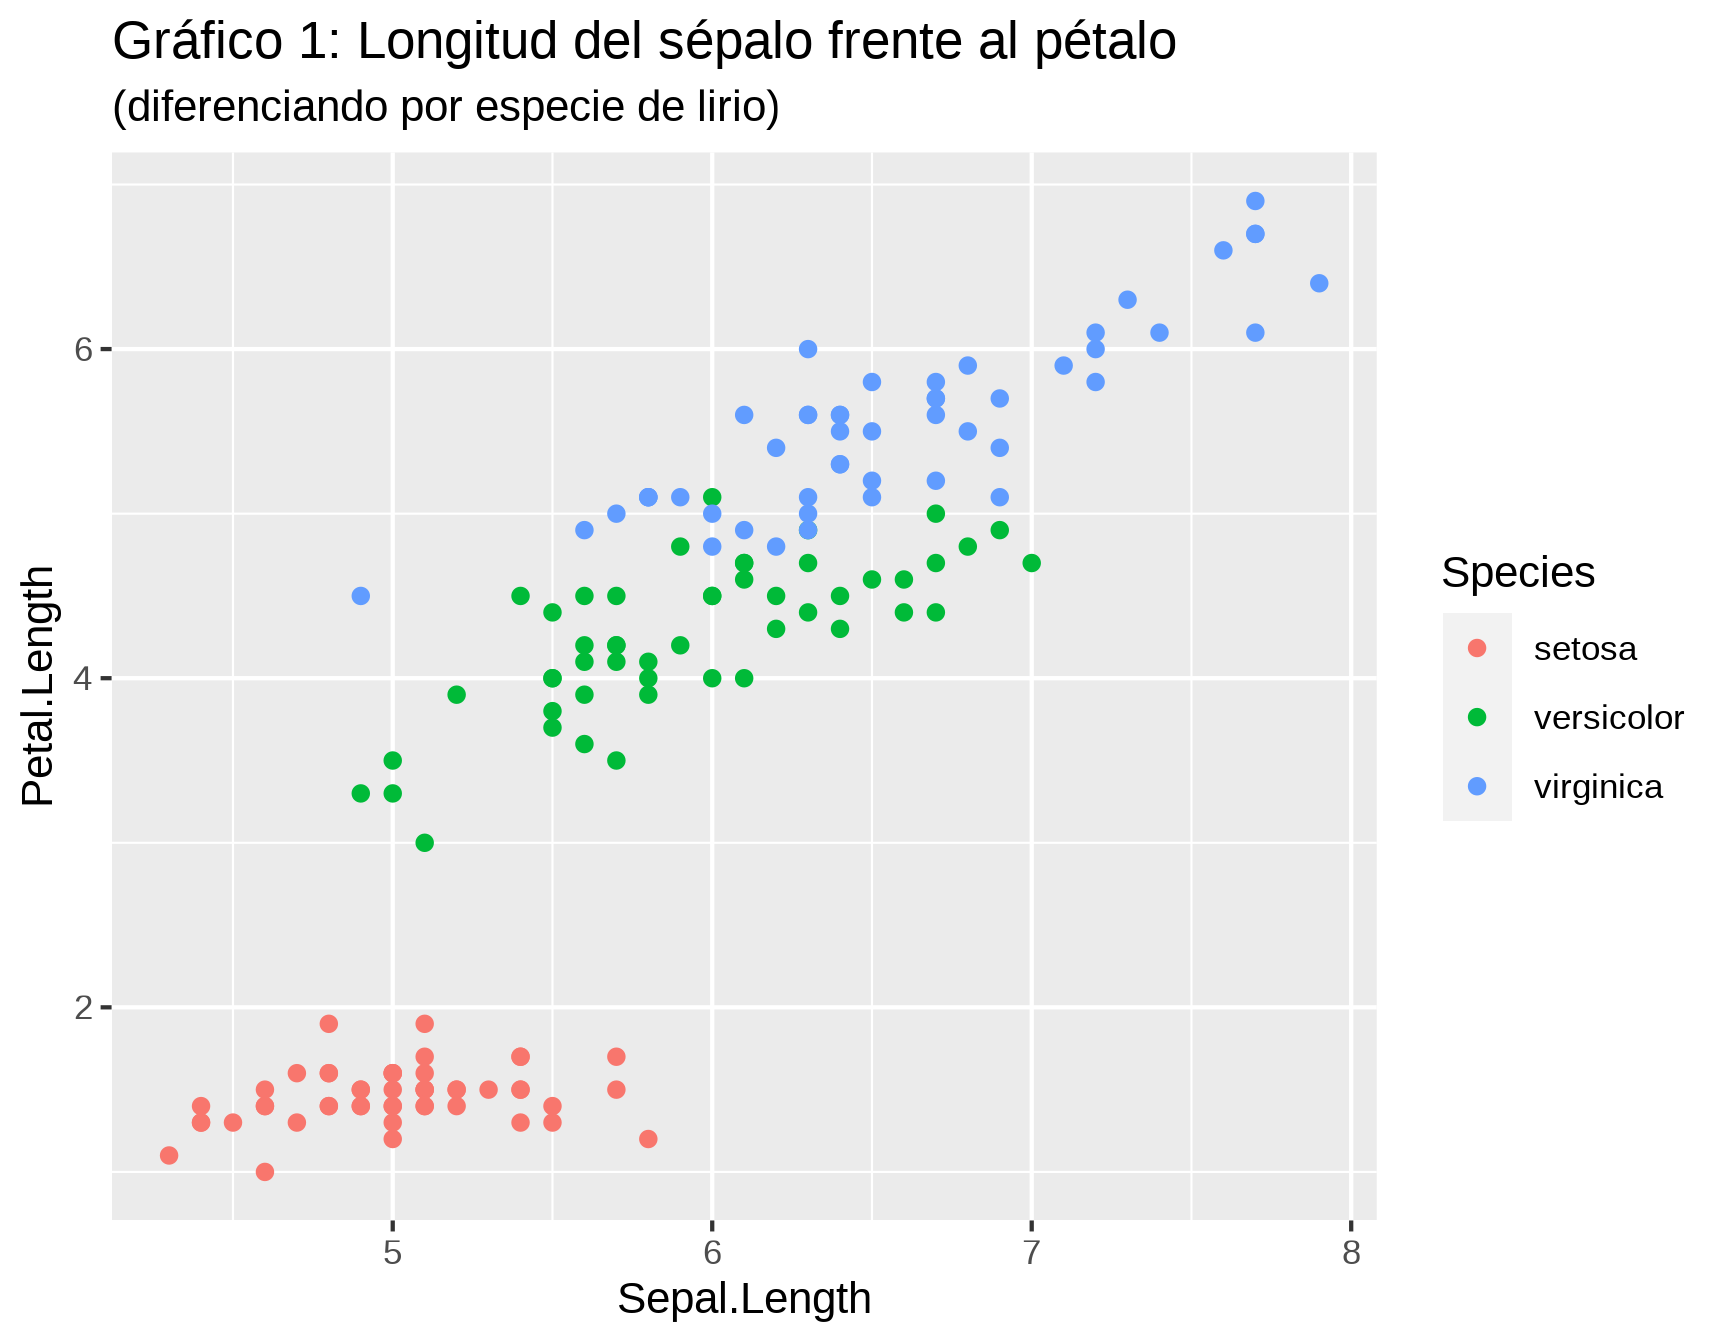 Gráfico 1: Longitud del sépalo frente al pétalo
(diferenciando por especie de lirio)
Petal.Length
6
4
2
5
6
7
8
Sepal.Length
Species
setosa
versicolor
virginica